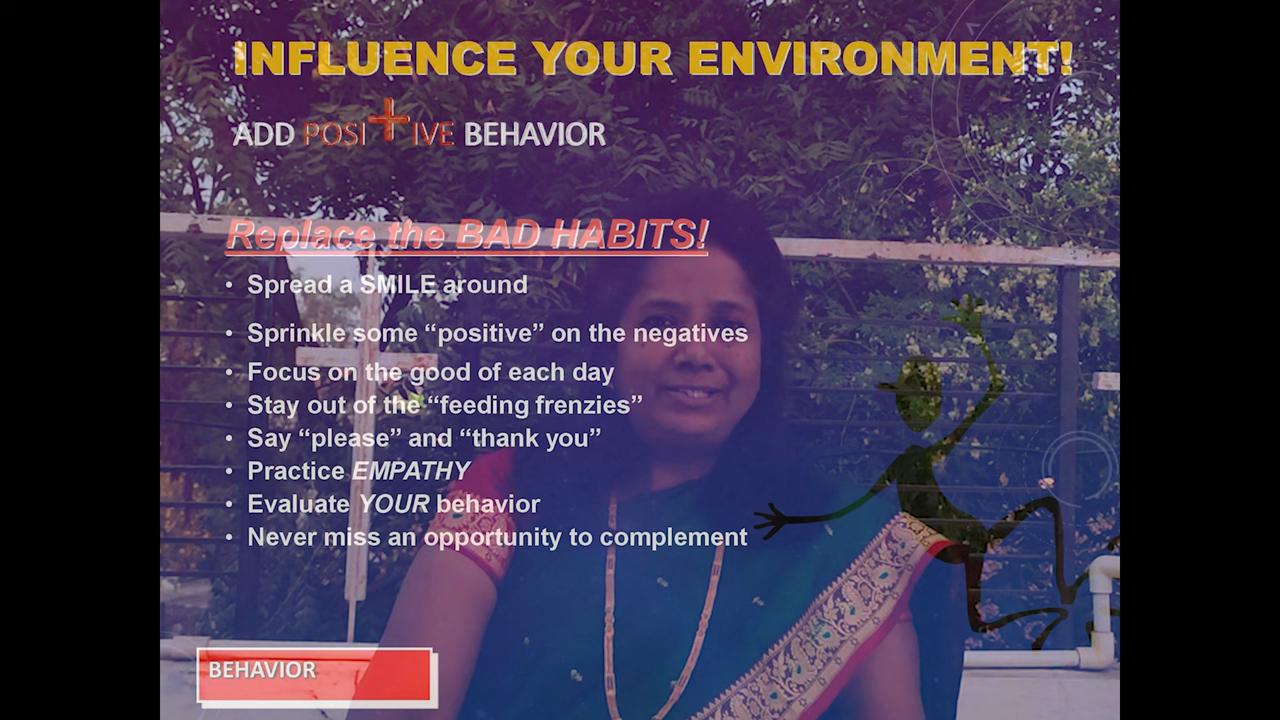 INFLUENCE YOUR ENVIRONMENT!
ADD POSI+IVE BEHAVIOR
Replace the BAD HABITS!
• Spread a SMILE around
• Sprinkle some “positive” on the negatives
• Focus on the good of each day
• Stay out of the “feeding frenzies”
• Say “please” and “thank you”
• Practice EMPATHY
• Evaluate YOUR behavior
• Never miss an opportunity to complement
BEHAVIOR